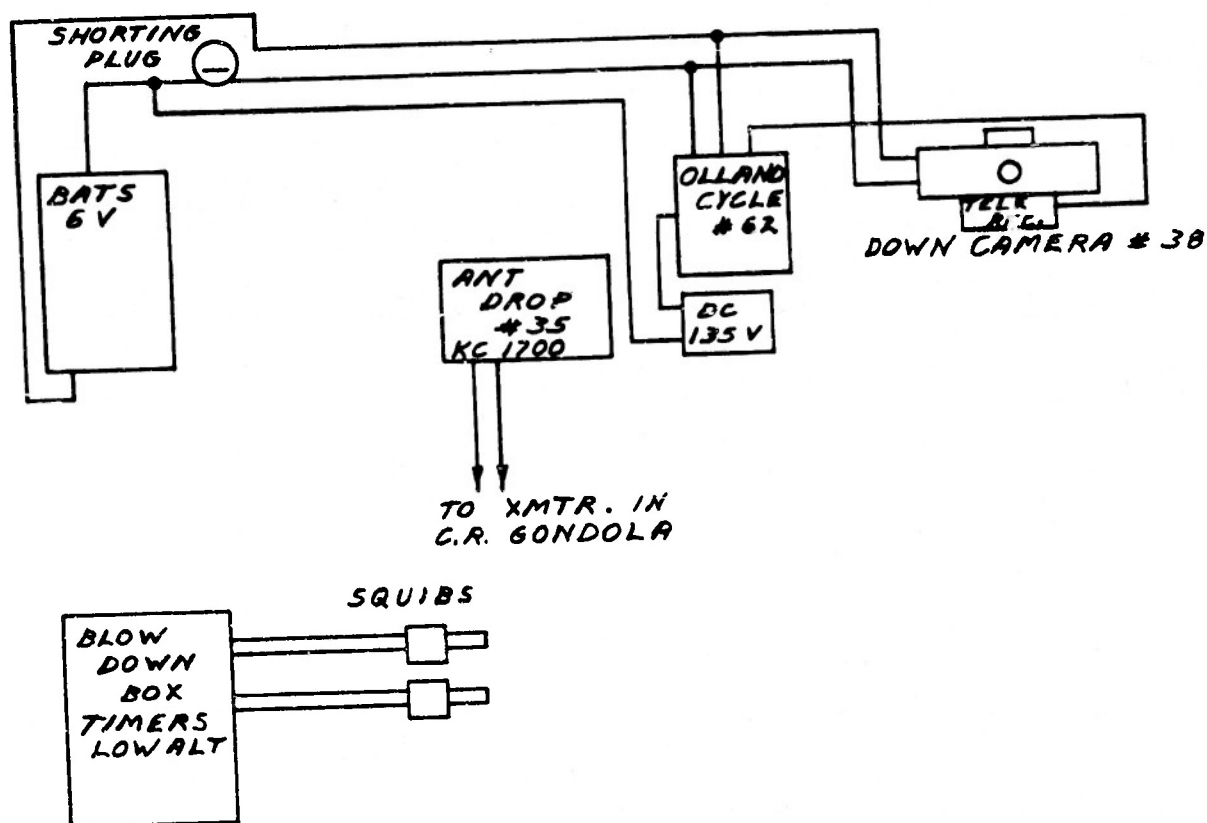 SHORTING
PLUG
BATS
6 V
OLLAND
CYCLE
# 62
DOWN CAMERA # 38
DC
135 V
ANT
DROP
# 35
KC 1700
TO XMTR. IN
C.R. GONDOLA
SQUIBS
BLOW
DOWN
BOX
TIMERS
LOW ALT